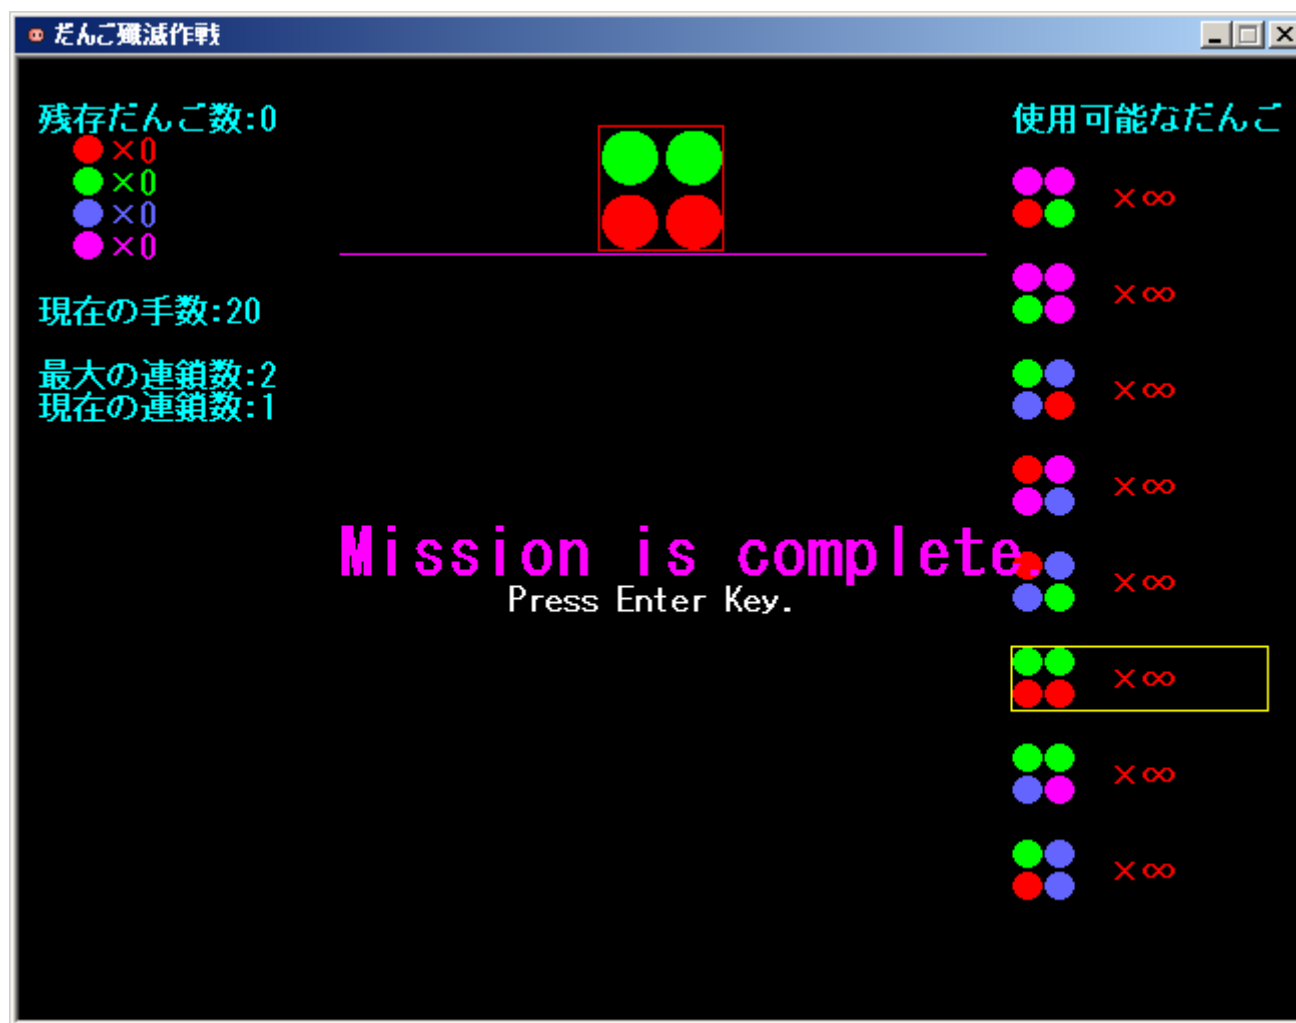 だんご殲滅作戦
残存だんご数:0
×0
×0
×0
×0
現在の手数:20
最大の連鎖数:2
現在の連鎖数:1
使用可能なだんご
×∞
×∞
×∞
×∞
×∞
×∞
×∞
×∞
Mission is complete.
Press Enter Key.